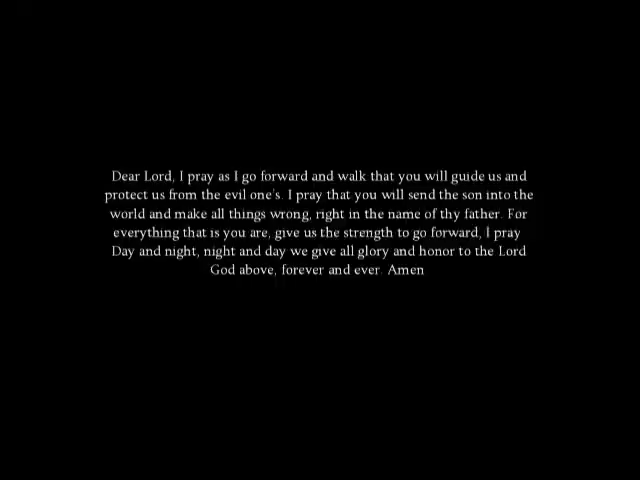 Dear Lord, I pray as I go forward and walk that you will guide us and
protect us from the evil one's. I pray that you will send the son into the
world and make all things wrong, right in the name of thy father. For
everything that is you are, give us the strength to go forward, I pray
Day and night, night and day we give all glory and honor to the Lord
God above, forever and ever. Amen